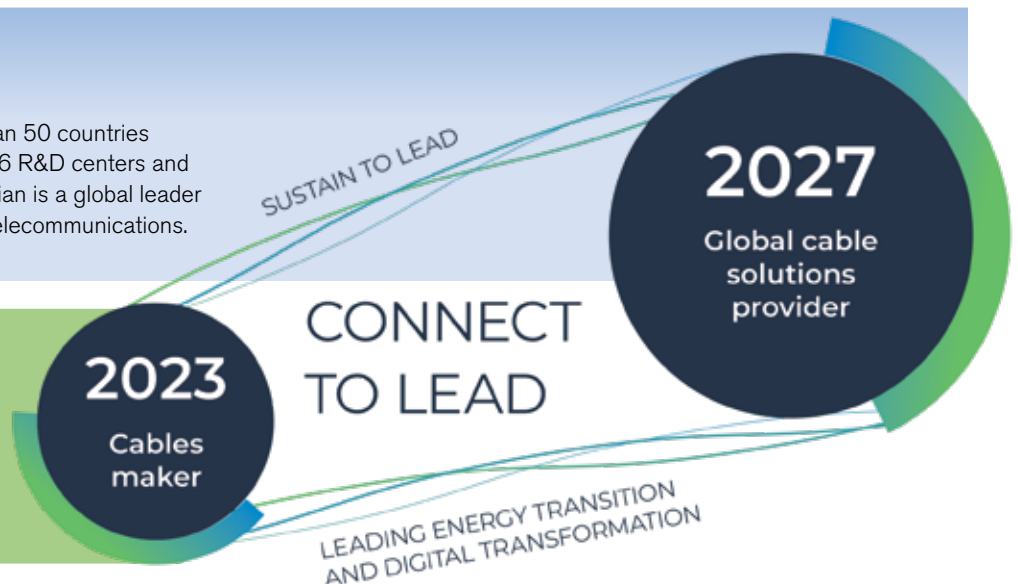 an 50 countries
6 R&D centers and
ian is a global leader
elecommunications.
SUSTAIN TO LEAD
2027
Global cable
solutions
provider
CONNECT
TO LEAD
2023
Cables
maker
LEADING ENERGY TRANSITION
AND DIGITAL TRANSFORMATION